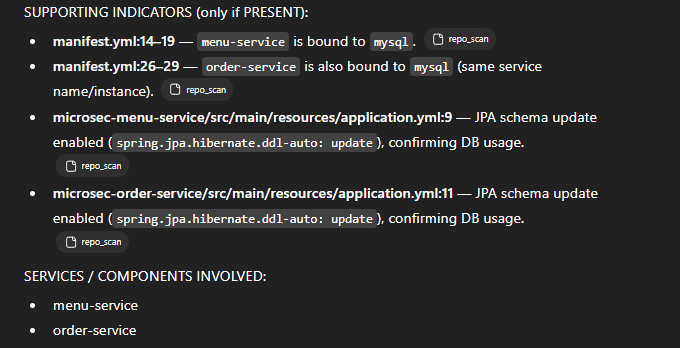 SUPPORTING INDICATORS (only if PRESENT):
• manifest.yml:14–19 — menu-service is bound to mysql. repo_scan
• manifest.yml:26–29 — order-service is also bound to mysql (same service
name/instance). repo_scan
• microsec-menu-service/src/main/resources/application.yml:9 — JPA schema update
enabled (spring.jpa.hibernate.ddl-auto: update), confirming DB usage.
repo_scan
• microsec-order-service/src/main/resources/application.yml:11 — JPA schema update
enabled (spring.jpa.hibernate.ddl-auto: update), confirming DB usage.
repo_scan
SERVICES / COMPONENTS INVOLVED:
• menu-service
• order-service